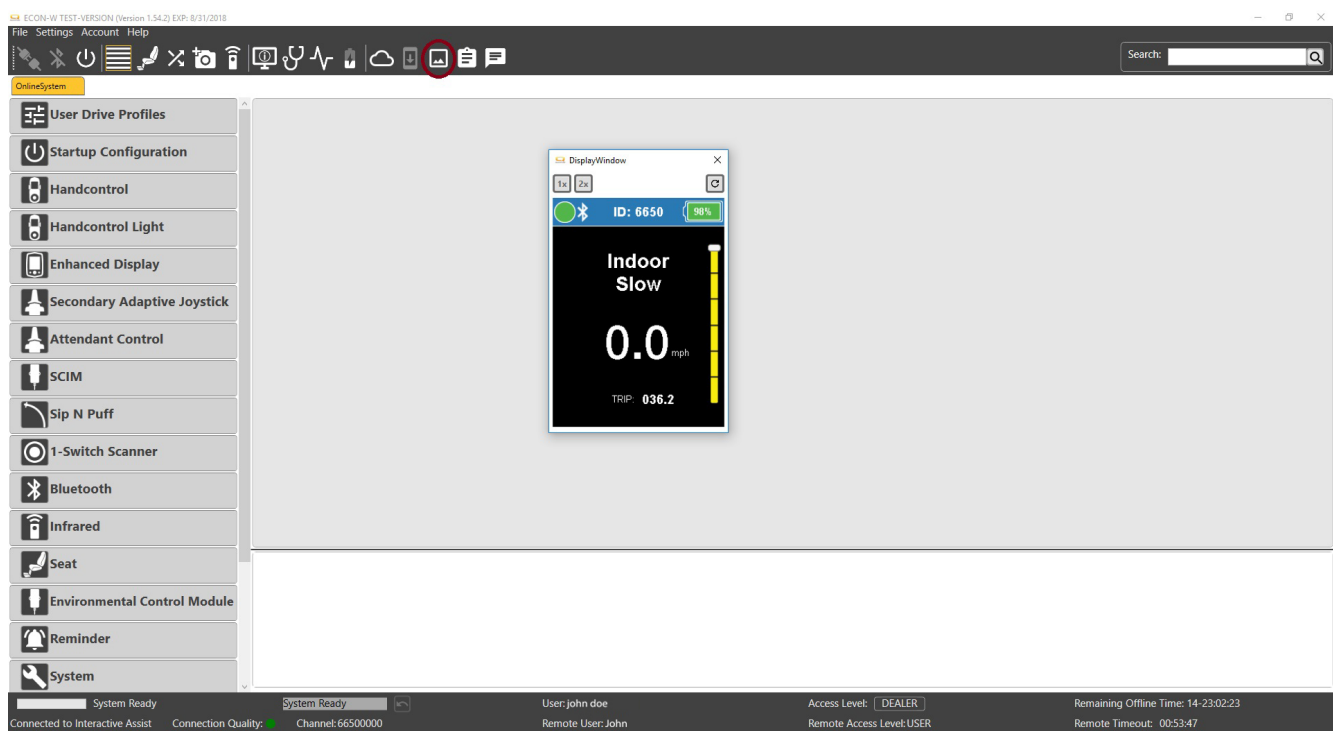 ECON-W TEST-VERSION (Version 1.54.2) EXP: 8/31/2018
File Settings Account Help
Search:
OnlineSystem
User Drive Profiles
Startup Configuration
Handcontrol
Handcontrol Light
Enhanced Display
Secondary Adaptive Joystick
Attendant Control
SCIM
Sip N Puff
1-Switch Scanner
Bluetooth
Infrared
Seat
Environmental Control Module
Reminder
System
DisplayWindow
1x 2x
ID: 6650 98%
Indoor
Slow
0.0 mph
TRIP: 036.2
System Ready System Ready User: john doe Access Level: DEALER Remaining Offline Time: 14-23:02:23
Connected to Interactive Assist Connection Quality: Channel: 66500000 Remote User: John Remote Access Level: USER Remote Timeout: 00:53:47